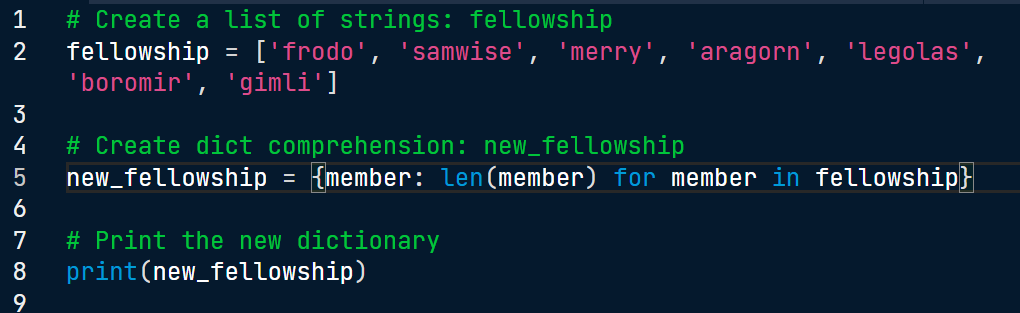 1 # Create a list of strings: fellowship
2 fellowship = ['frodo', 'samwise', 'merry', 'aragorn', 'legolas',
'boromir', 'gimli']
3
4 # Create dict comprehension: new_fellowship
5 new_fellowship = {member: len(member) for member in fellowship}
6
7 # Print the new dictionary
8 print(new_fellowship)
9